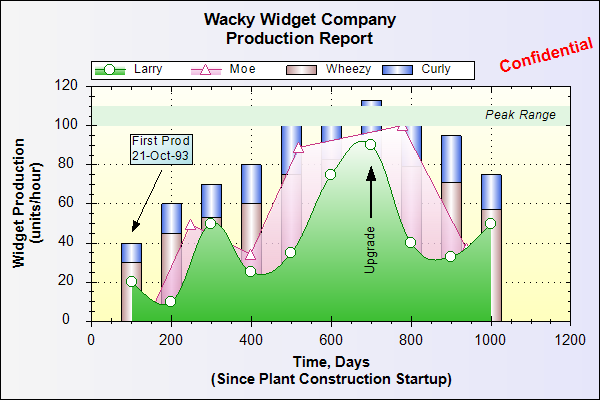 Wacky Widget Company
Production Report
Confidential
Larry Moe Wheezy Curly
120
100
80
60
40
20
0
Peak Range
First Prod
21-Oct-93
Upgrade
Widget Production
(units/hour)
0 200 400 600 800 1000 1200
Time, Days
(Since Plant Construction Startup)